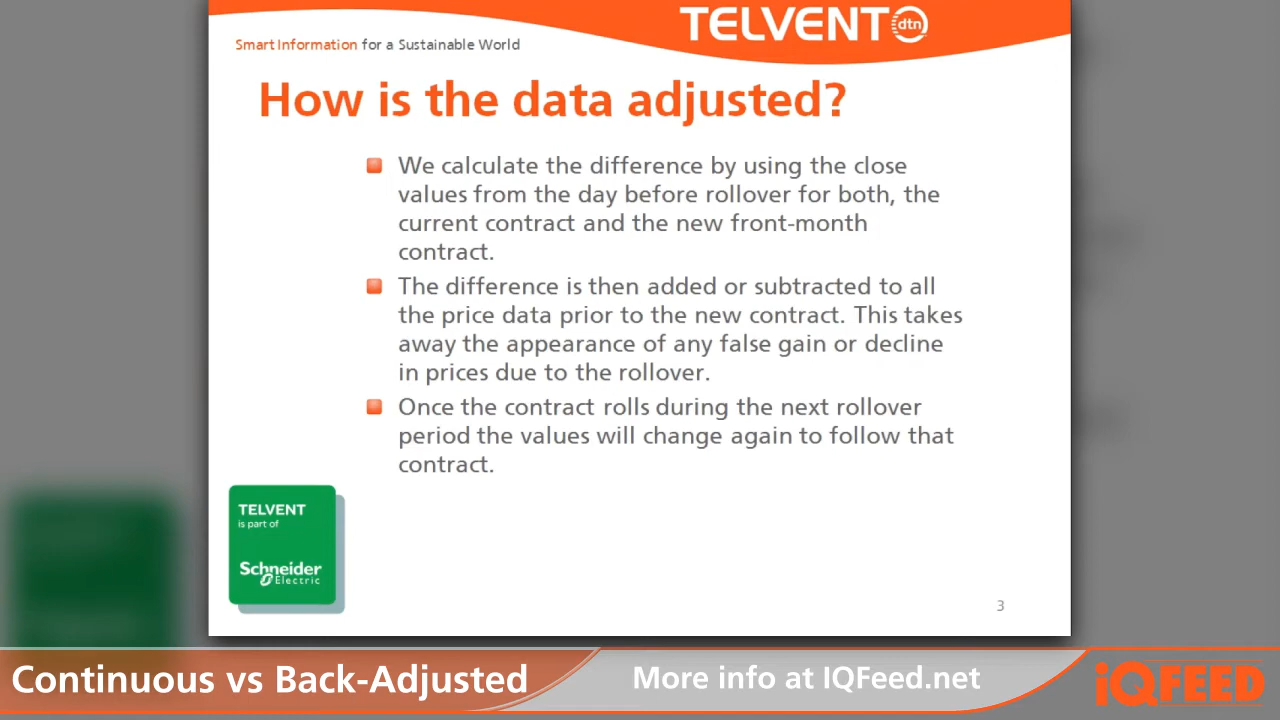 TELVENT dtn
Smart Information for a Sustainable World
How is the data adjusted?
We calculate the difference by using the close
values from the day before rollover for both, the
current contract and the new front-month
contract.
The difference is then added or subtracted to all
the price data prior to the new contract. This takes
away the appearance of any false gain or decline
in prices due to the rollover.
Once the contract rolls during the next rollover
period the values will change again to follow that
contract.
TELVENT
is part of
Schneider
Electric
3
Continuous vs Back-Adjusted
More info at IQFeed.net
iQFEED